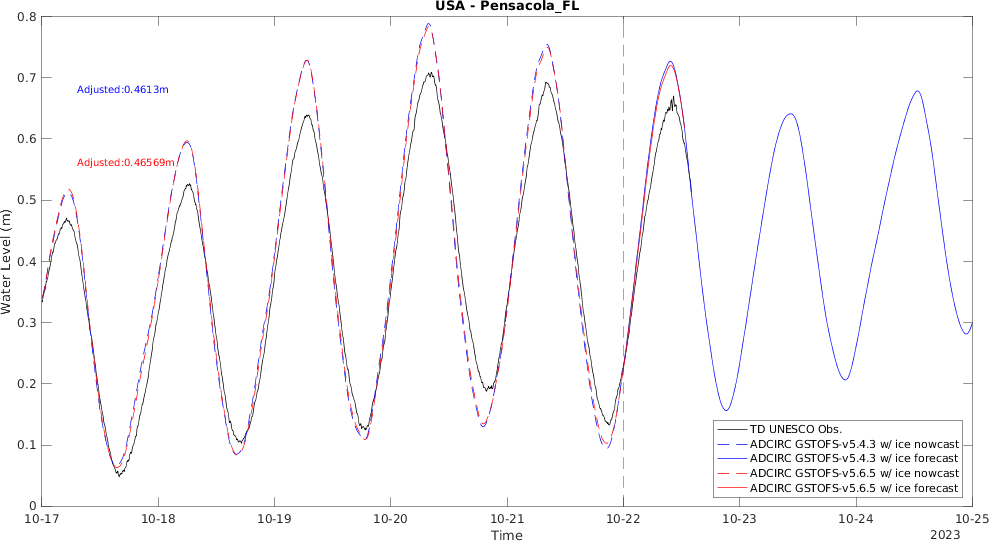 USA - Pensacola_FL
0.8
0.7
0.6
0.5
0.4
0.3
0.2
0.1
0
Water Level (m)
Adjusted:0.4613m
Adjusted:0.46569m
TD UNESCO Obs.
ADCIRC GSTOFS-v5.4.3 w/ ice nowcast
ADCIRC GSTOFS-v5.4.3 w/ ice forecast
ADCIRC GSTOFS-v5.6.5 w/ ice nowcast
ADCIRC GSTOFS-v5.6.5 w/ ice forecast
10-17 10-18 10-19 10-20 10-21 10-22 10-23 10-24 10-25
Time
2023